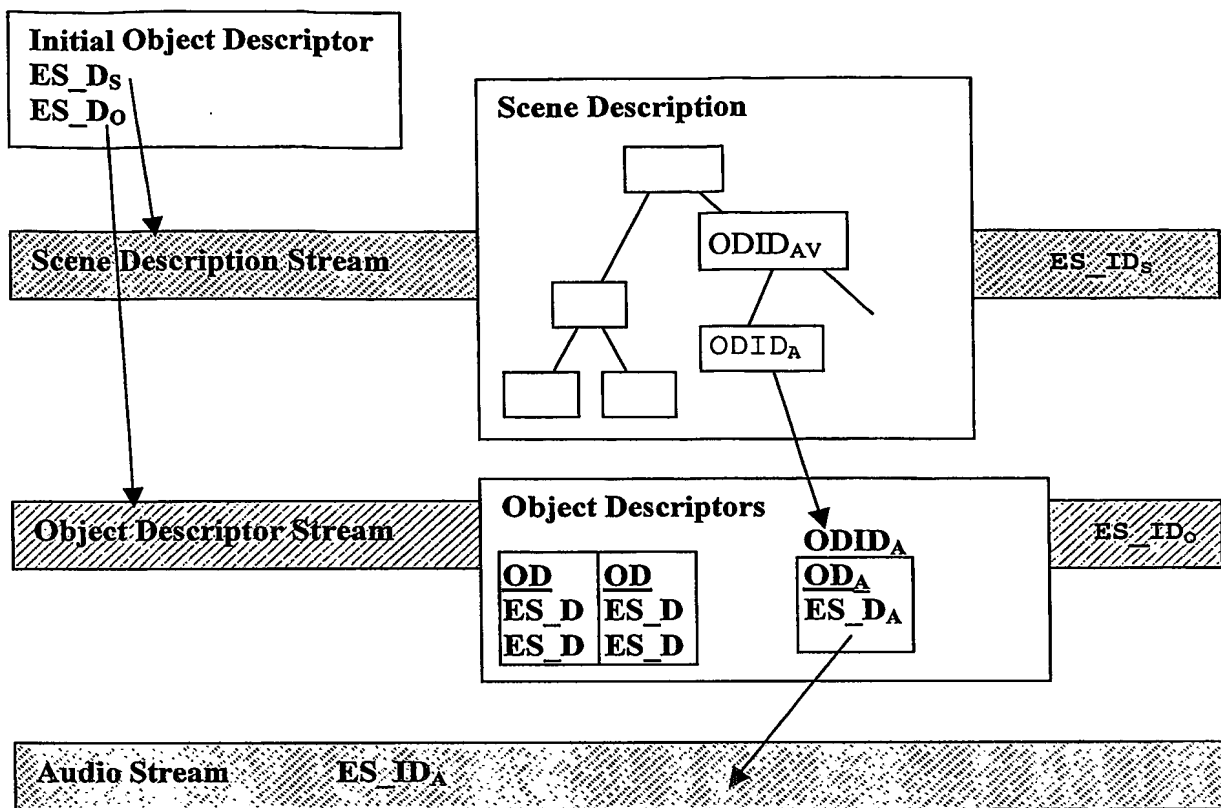 Initial Object Descriptor
ES_DS
ES_DO
Scene Description
ODIDAV
ODIDA
Scene Description Stream
ES_IDS
Object Descriptors
Object Descriptor Stream
ES_IDO
ODIDA
OD
ES_D
ES_D
OD
ES_D
ES_D
ODA
ES_DA
Audio Stream
ES_IDA